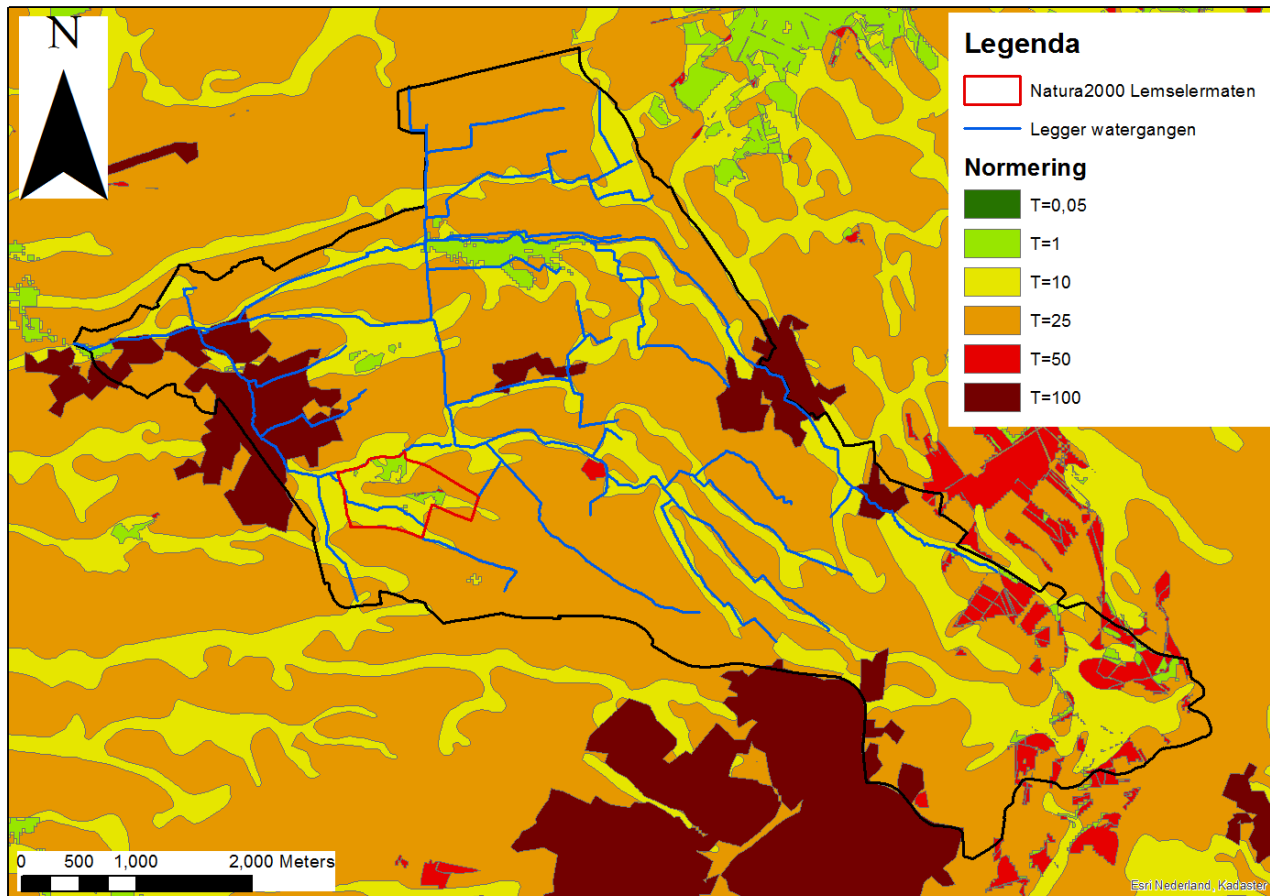 N
Legenda
Natura2000 Lemselermaten
Legger watergangen
Normering
T=0,05
T=1
T=10
T=25
T=50
T=100
0 500 1,000 2,000 Meters
Esri Nederland, Kadaster